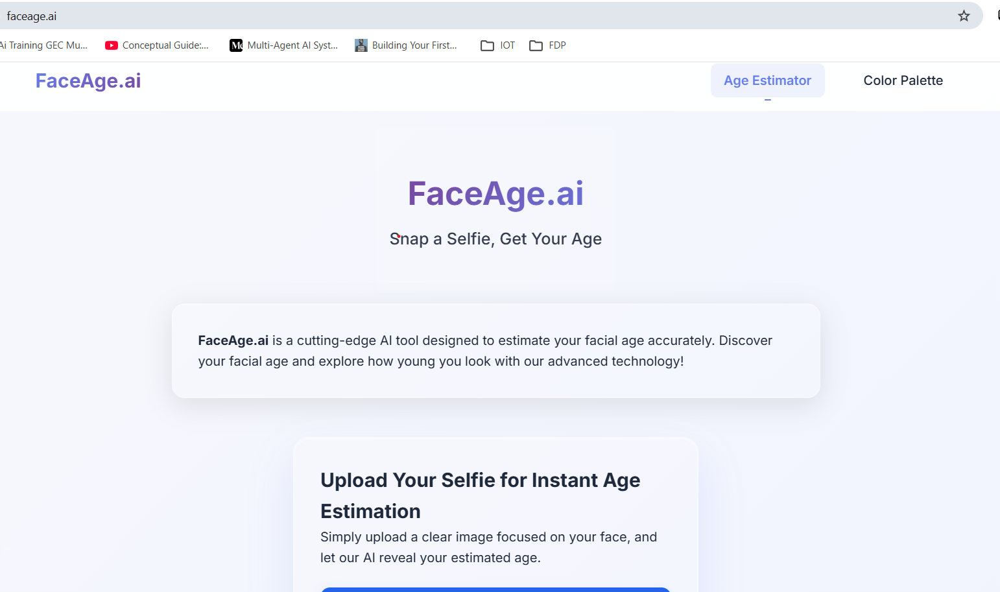 faceage.ai
Ai Training GEC Mu... Conceptual Guide:... Multi-Agent AI Syst... Building Your First... IOT FDP
FaceAge.ai Age Estimator Color Palette
FaceAge.ai
Snap a Selfie, Get Your Age
FaceAge.ai is a cutting-edge AI tool designed to estimate your facial age accurately. Discover
your facial age and explore how young you look with our advanced technology!
Upload Your Selfie for Instant Age
Estimation
Simply upload a clear image focused on your face, and
let our AI reveal your estimated age.